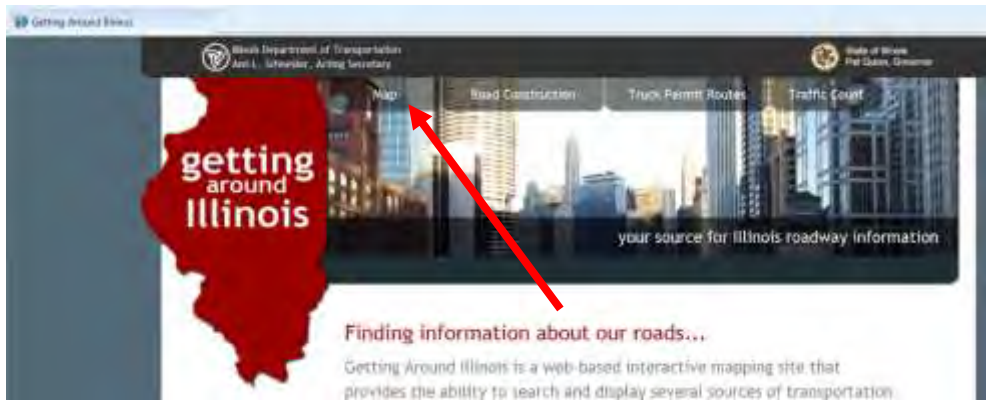 Getting Around Illinois
Illinois Department of Transportation
Ann L. Schneider, Acting Secretary
State of Illinois
Pat Quinn, Governor
Map
Road Construction
Truck Permit Routes
Traffic Count
getting
around
Illinois
your source for Illinois roadway information
Finding information about our roads...
Getting Around Illinois is a web-based interactive mapping site that
provides the ability to search and display several sources of transportation